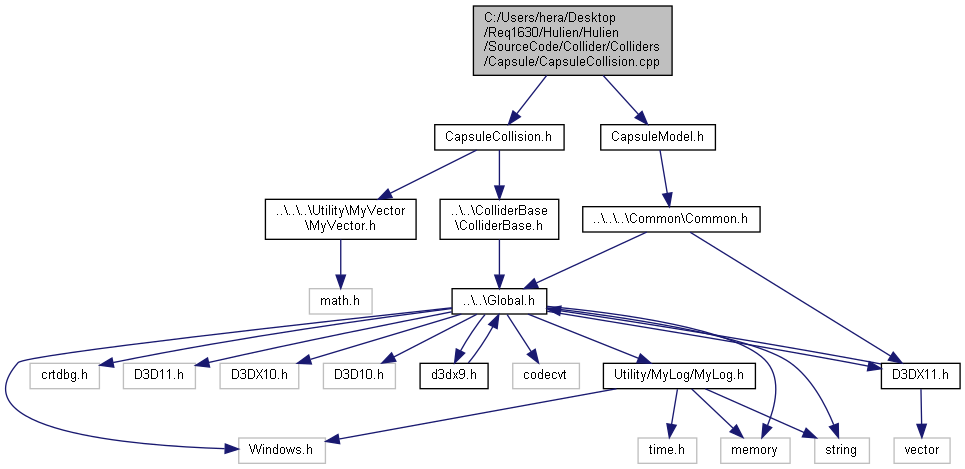 C:/Users/hera/Desktop
/Req1630/Hulien/Hulien
/SourceCode/Collider/Colliders
/Capsule/CapsuleCollision.cpp
CapsuleCollision.h
CapsuleModel.h
..\..\..\Utility\MyVector
\MyVector.h
..\..\ColliderBase
\ColliderBase.h
..\..\..\Common\Common.h
math.h
..\..\Global.h
crtdbg.h
D3D11.h
D3DX10.h
D3D10.h
d3dx9.h
codecvt
Utility/MyLog/MyLog.h
D3DX11.h
Windows.h
time.h
memory
string
vector